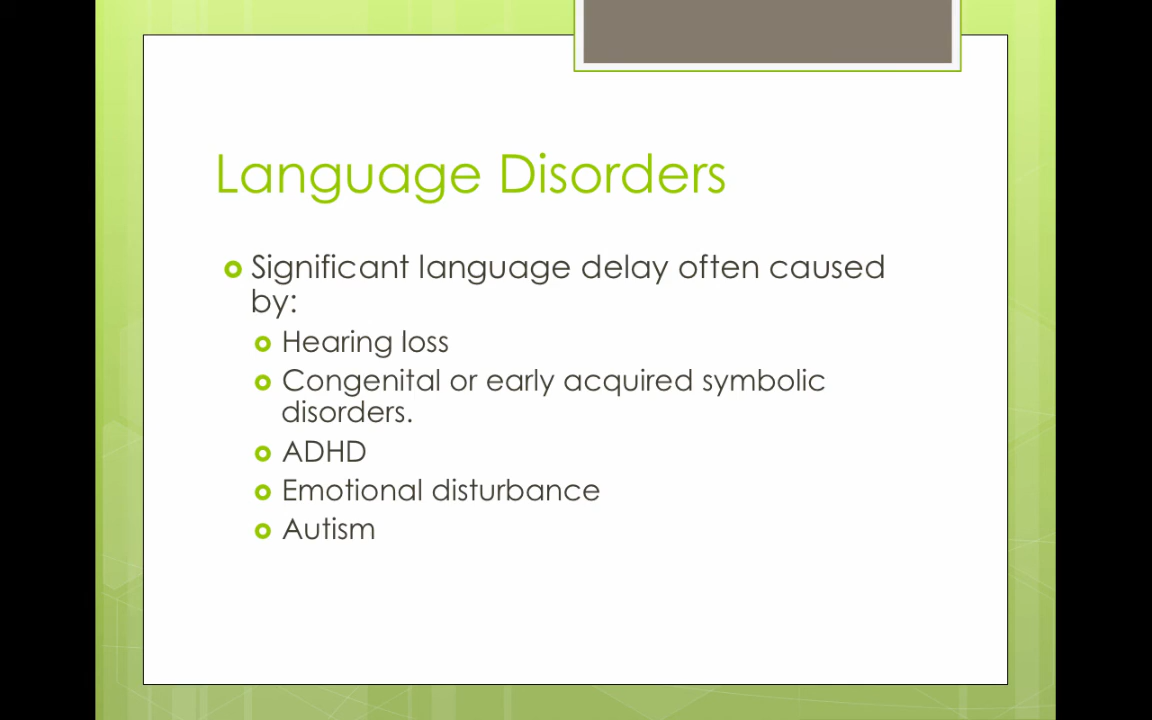 Language Disorders
Significant language delay often caused
by:
Hearing loss
Congenital or early acquired symbolic
disorders.
ADHD
Emotional disturbance
Autism